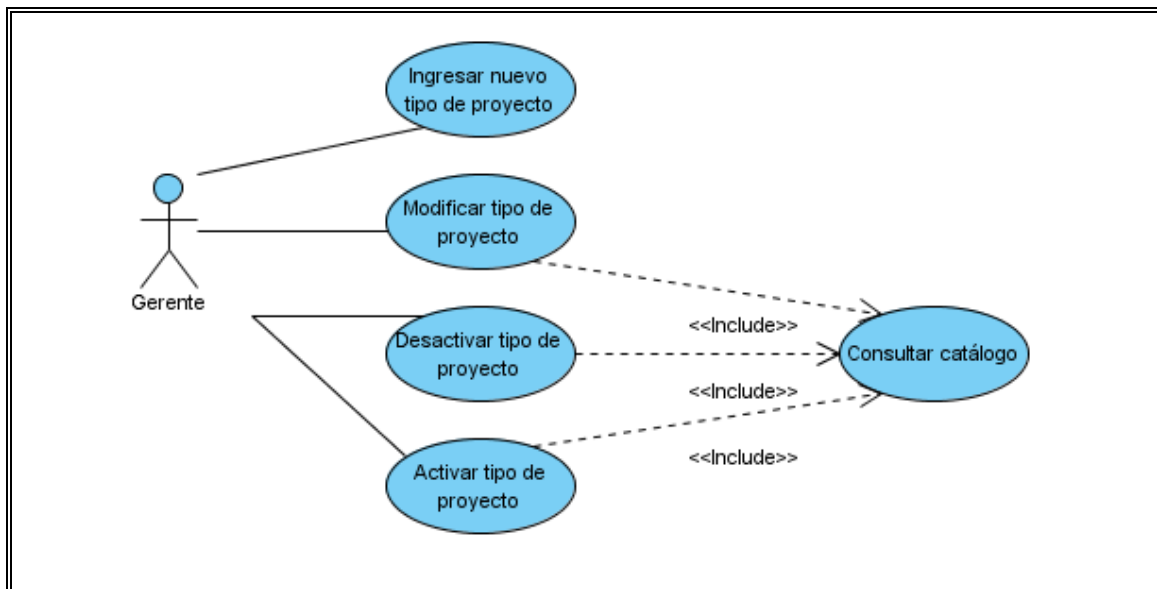 Ingresar nuevo
tipo de proyecto
Modificar tipo de
proyecto
Gerente
Desactivar tipo de
proyecto
Activar tipo de
proyecto
<<Include>>
<<Include>>
<<Include>>
Consultar catálogo